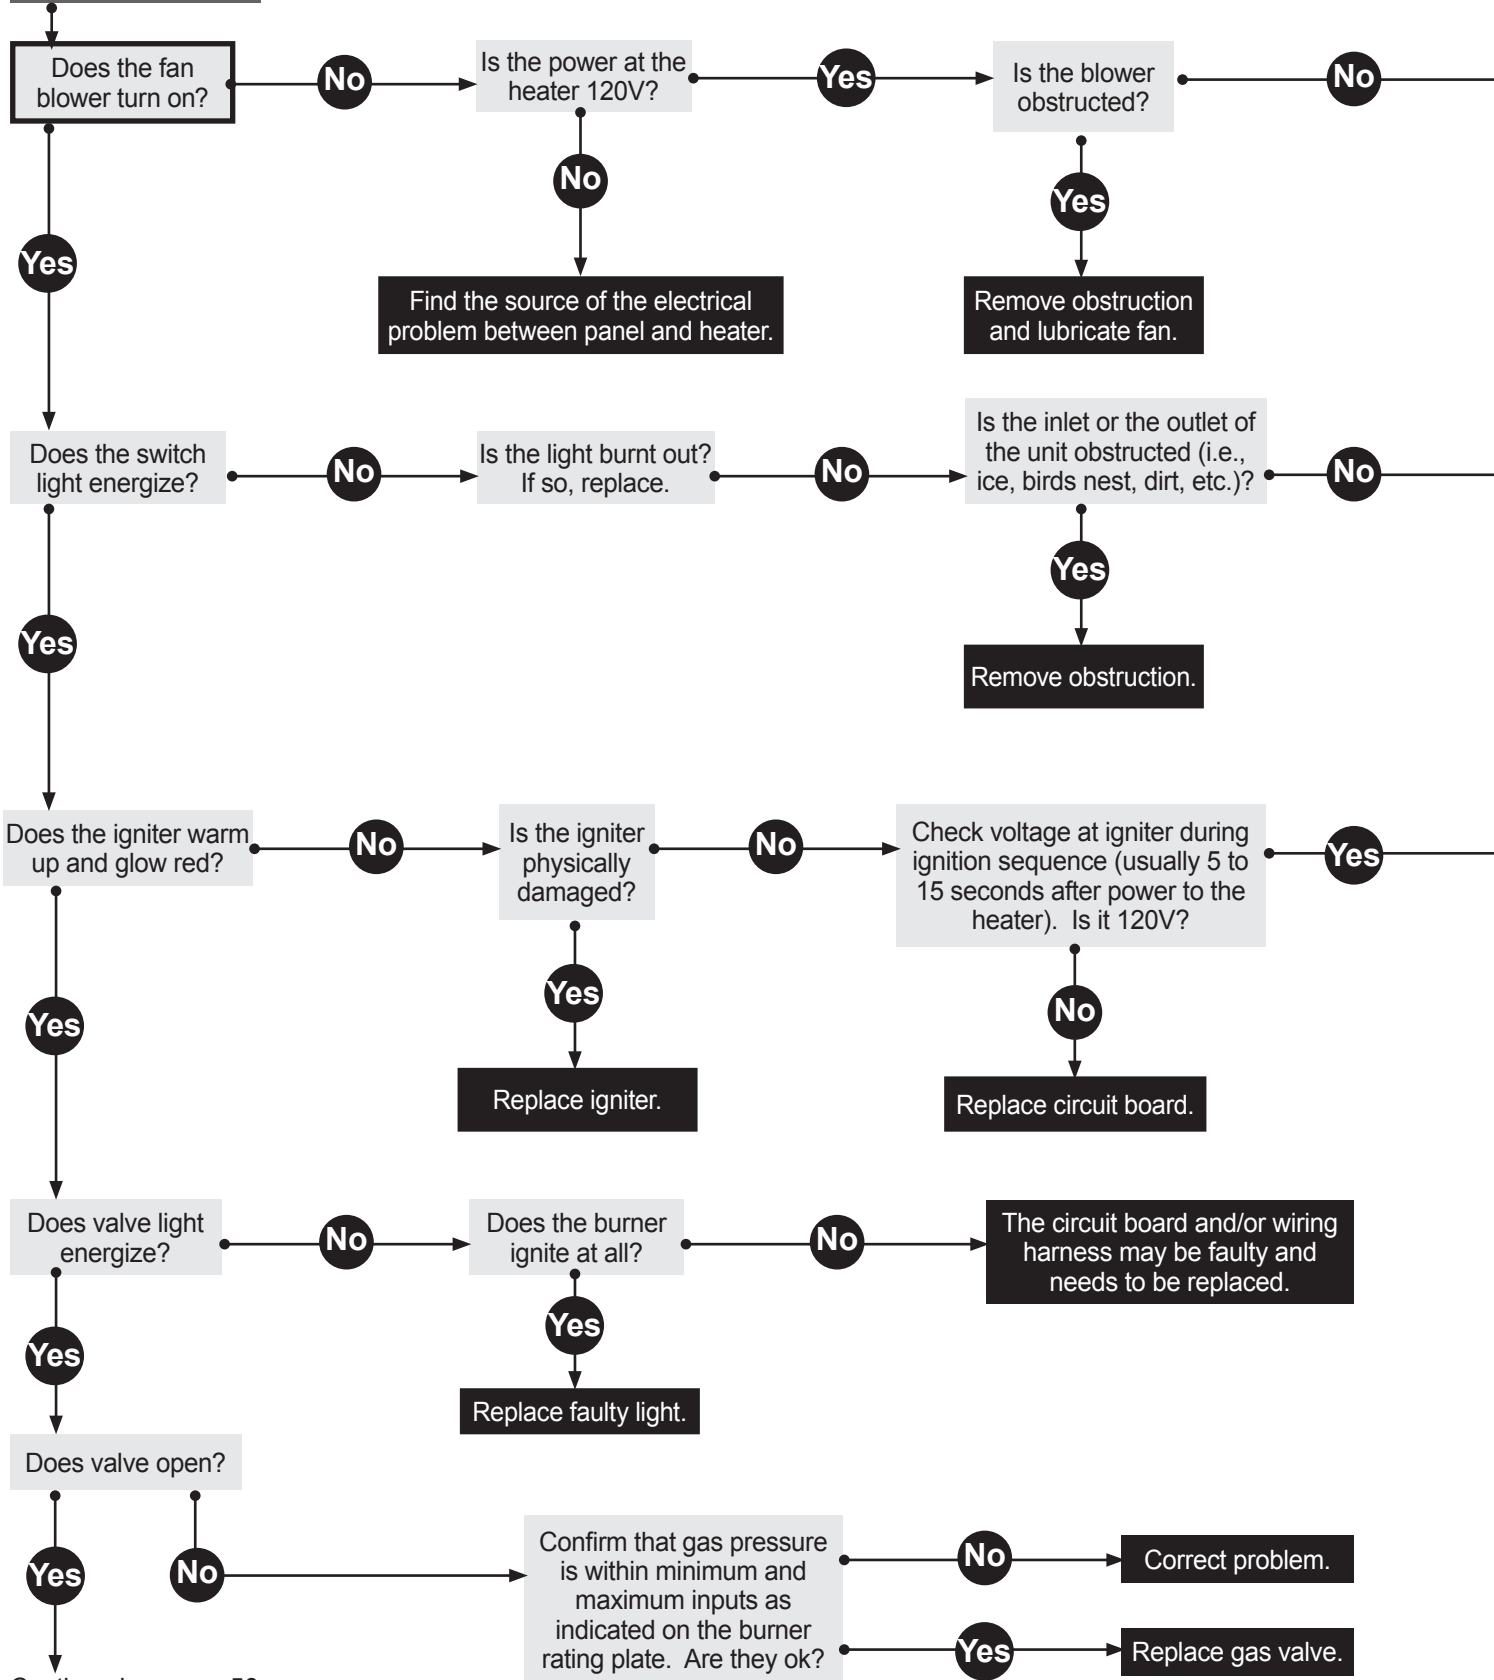 Does the fan
blower turn on?
No
Is the power at the
heater 120V?
Yes
Is the blower
obstructed?
No
No
Yes
Yes
Find the source of the electrical
problem between panel and heater.
Remove obstruction
and lubricate fan.
Does the switch
light energize?
No
Is the light burnt out?
If so, replace.
No
Is the inlet or the outlet of
the unit obstructed (i.e.,
ice, birds nest, dirt, etc.)?
No
Yes
Yes
Remove obstruction.
Does the igniter warm
up and glow red?
No
Is the igniter
physically
damaged?
No
Check voltage at igniter during
ignition sequence (usually 5 to
15 seconds after power to the
heater). Is it 120V?
Yes
Yes
Yes
No
Replace igniter.
Replace circuit board.
Does valve light
energize?
No
Does the burner
ignite at all?
No
The circuit board and/or wiring
harness may be faulty and
needs to be replaced.
Yes
Yes
Replace faulty light.
Does valve open?
Yes
No
Confirm that gas pressure
is within minimum and
maximum inputs as
indicated on the burner
rating plate. Are they ok?
No
Correct problem.
Yes
Replace gas valve.